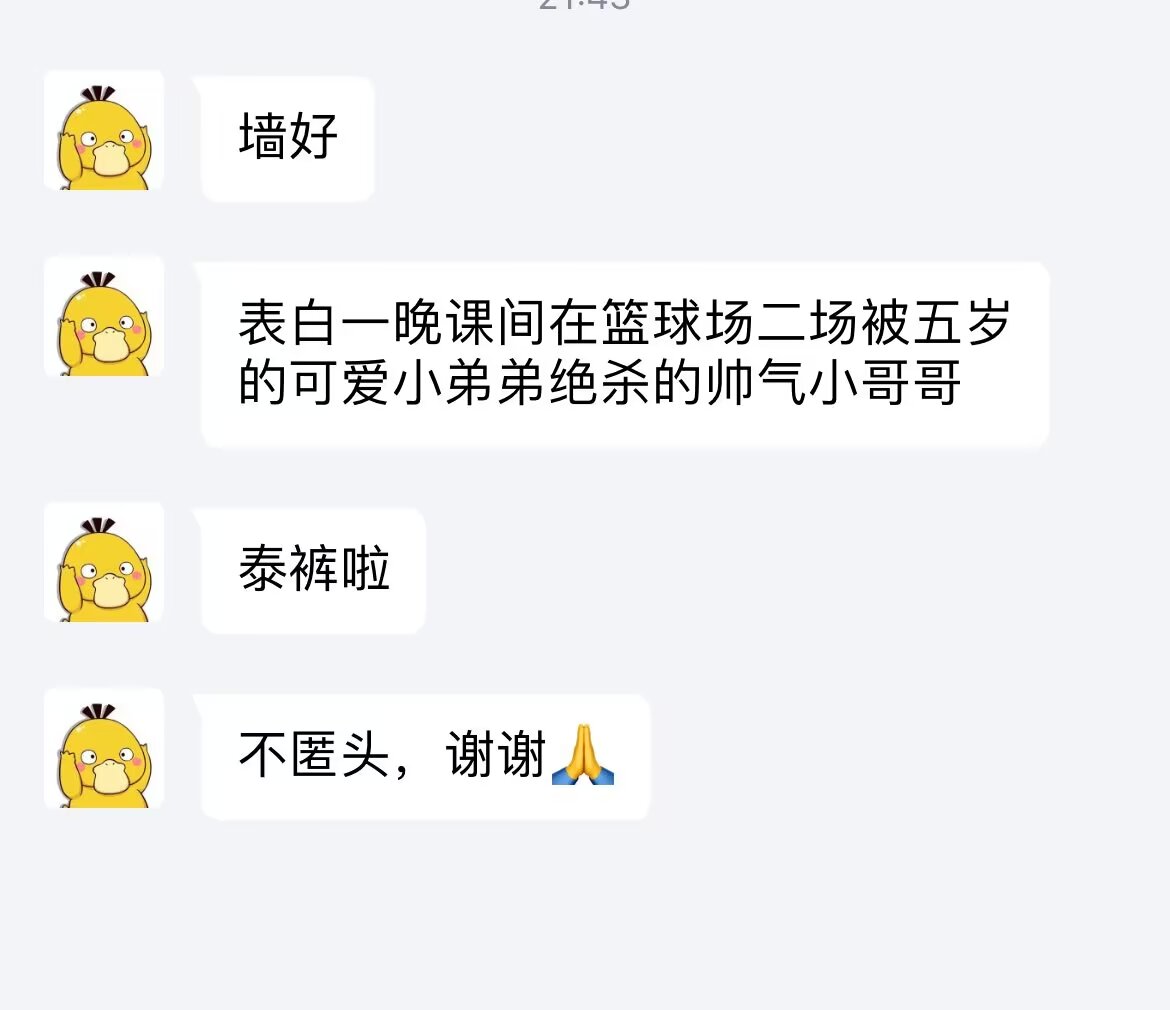 墙好
表白一晚课间在篮球场二场被五岁
的可爱小弟弟绝杀的帅气小哥哥
泰裤啦
不匿头，谢谢🙏